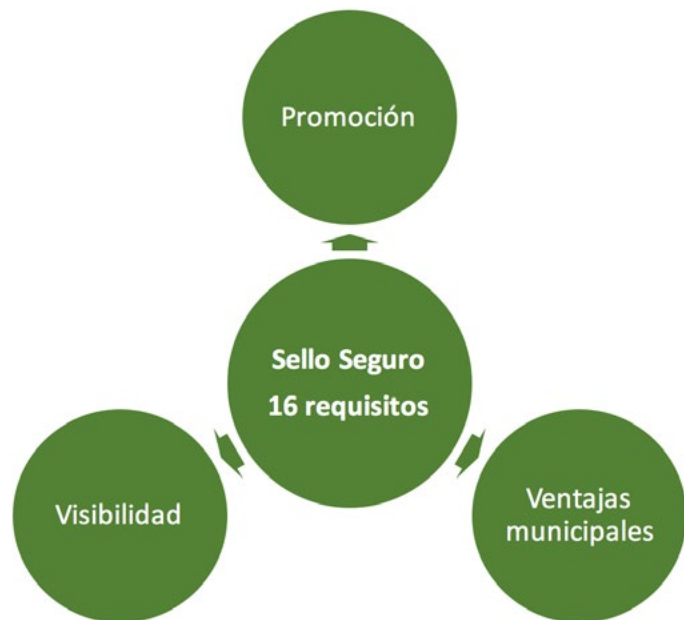 Promoción
Sello Seguro
16 requisitos
Visibilidad
Ventajas
municipales